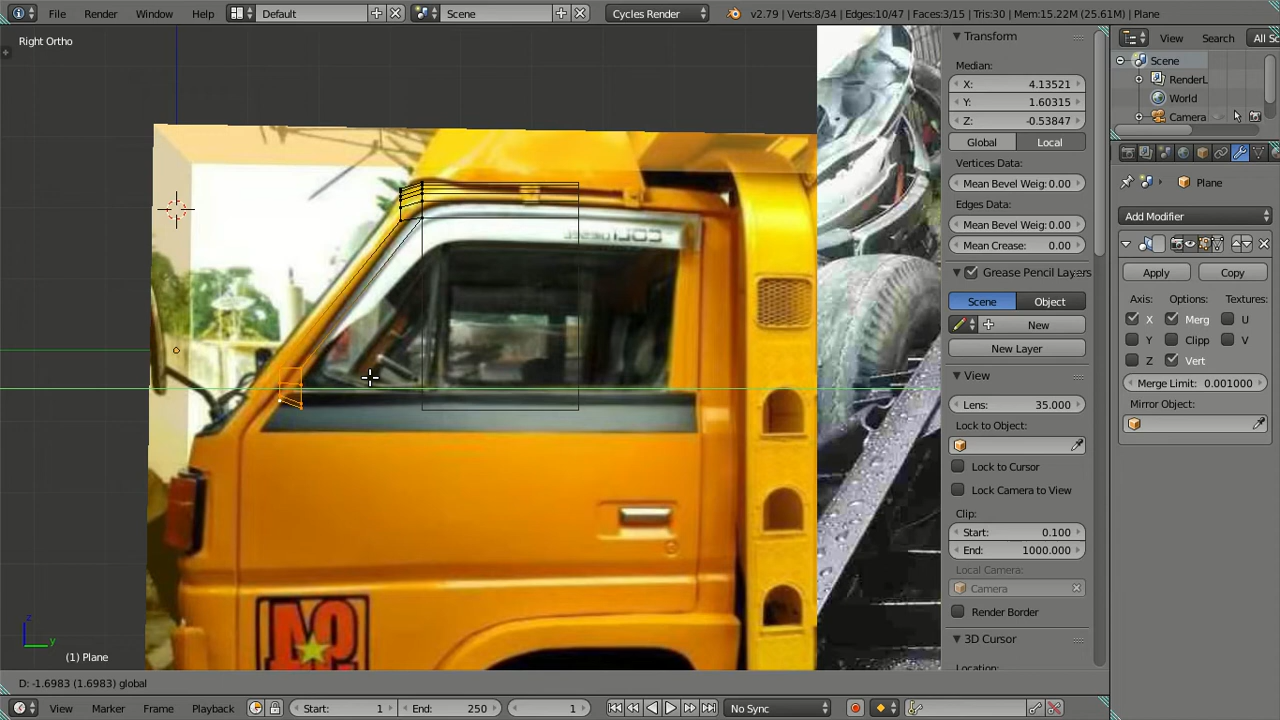 File Render Window Help Default Scene Cycles Render v2.79 | Verts:8/34 | Edges:10/47 | Faces:3/15 | Tris:30 | Mem:15.22M (25.61M) | Plane
Right Ortho
COLT DIESEL
z
y
(1) Plane
D: -1.6983 (1.6983) global
Transform
Median:
X: 4.13521
Y: 1.60315
Z: -0.53847
Global Local
Vertices Data:
Mean Bevel Weig: 0.00
Edges Data:
Mean Bevel Weig: 0.00
Mean Crease: 0.00
Grease Pencil Layers
Scene Object
New
New Layer
View
Lens: 35.000
Lock to Object:
Lock to Cursor
Lock Camera to View
Clip:
Start: 0.100
End: 1000.000
Local Camera:
Camera
Render Border
3D Cursor
Location:
View Search All Sc
Scene
RenderL
World
Camera
Plane
Add Modifier
Apply Copy
Axis: Options: Textures:
X Merg U
Y Clipp V
Z Vert
Merge Limit: 0.001000
Mirror Object:
View Marker Frame Playback Start: 1 End: 250 1 No Sync